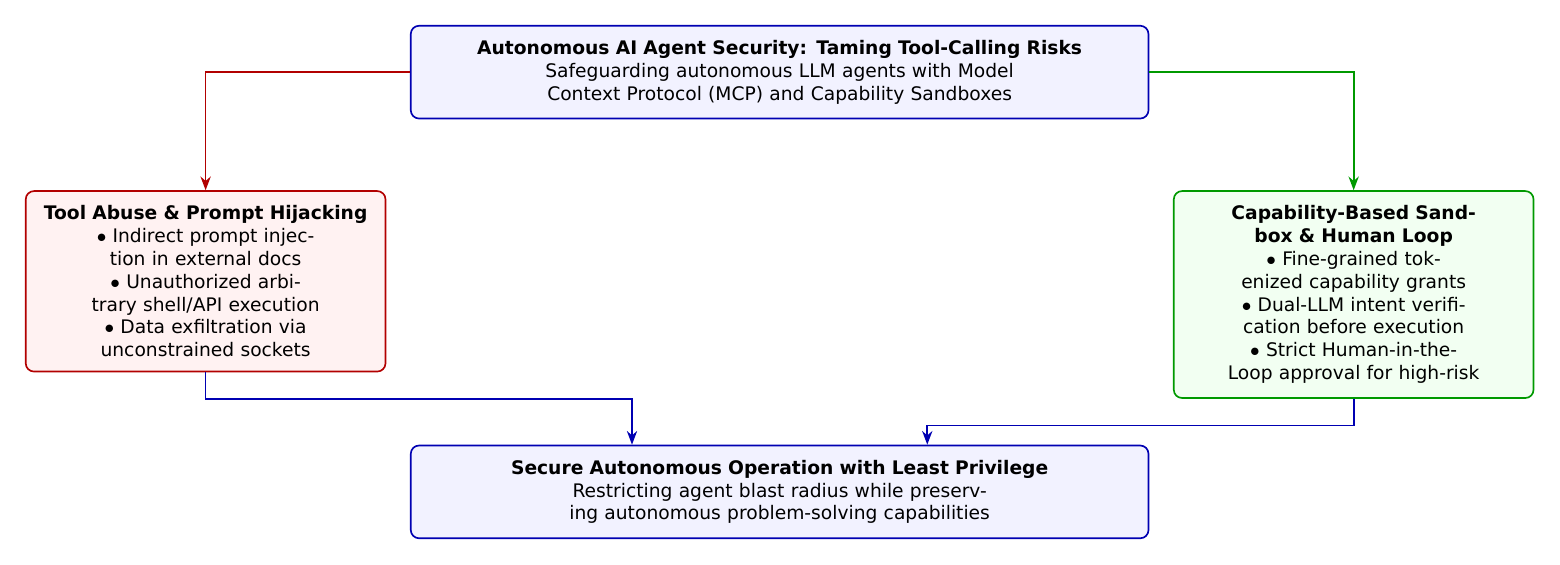 Autonomous AI Agent Security: Taming Tool-Calling Risks
Safeguarding autonomous LLM agents with Model
Context Protocol (MCP) and Capability Sandboxes
Tool Abuse & Prompt Hijacking
• Indirect prompt injec-
tion in external docs
• Unauthorized arbi-
trary shell/API execution
• Data exfiltration via
unconstrained sockets
Capability-Based Sand-
box & Human Loop
• Fine-grained tok-
enized capability grants
• Dual-LLM intent verifi-
cation before execution
• Strict Human-in-the-
Loop approval for high-risk
Secure Autonomous Operation with Least Privilege
Restricting agent blast radius while preserv-
ing autonomous problem-solving capabilities